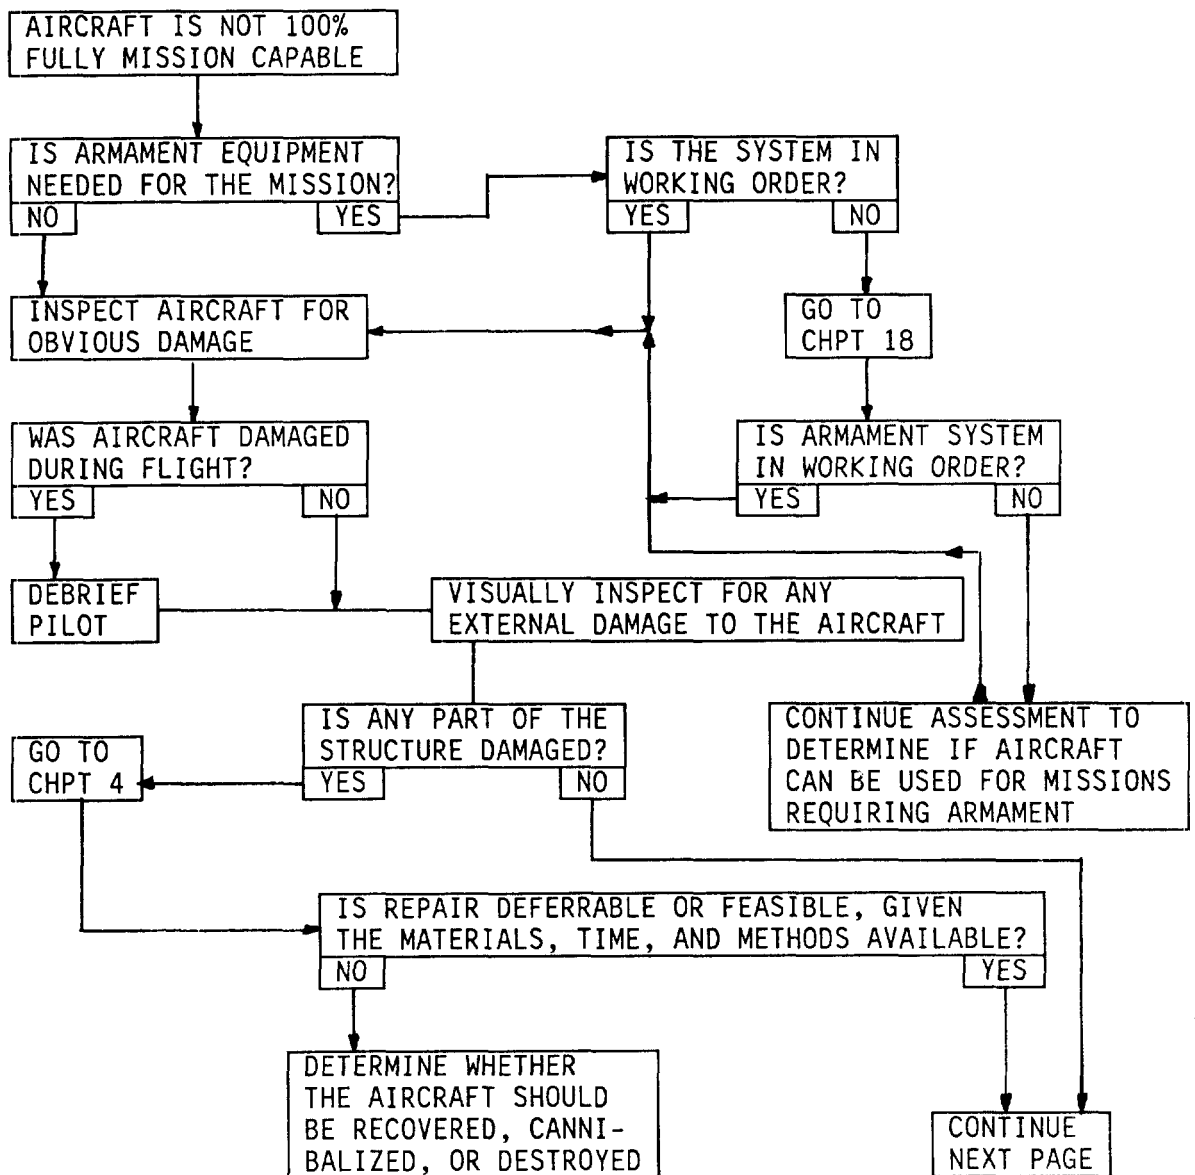 AIRCRAFT IS NOT 100%
FULLY MISSION CAPABLE
IS ARMAMENT EQUIPMENT
NEEDED FOR THE MISSION?
NO
YES
IS THE SYSTEM IN
WORKING ORDER?
YES
NO
INSPECT AIRCRAFT FOR
OBVIOUS DAMAGE
GO TO
CHPT 18
WAS AIRCRAFT DAMAGED
DURING FLIGHT?
YES
NO
IS ARMAMENT SYSTEM
IN WORKING ORDER?
YES
NO
DEBRIEF
PILOT
VISUALLY INSPECT FOR ANY
EXTERNAL DAMAGE TO THE AIRCRAFT
IS ANY PART OF THE
STRUCTURE DAMAGED?
YES
NO
GO TO
CHPT 4
CONTINUE ASSESSMENT TO
DETERMINE IF AIRCRAFT
CAN BE USED FOR MISSIONS
REQUIRING ARMAMENT
IS REPAIR DEFERRABLE OR FEASIBLE, GIVEN
THE MATERIALS, TIME, AND METHODS AVAILABLE?
NO
YES
DETERMINE WHETHER
THE AIRCRAFT SHOULD
BE RECOVERED, CANNI-
BALIZED, OR DESTROYED
CONTINUE
NEXT PAGE